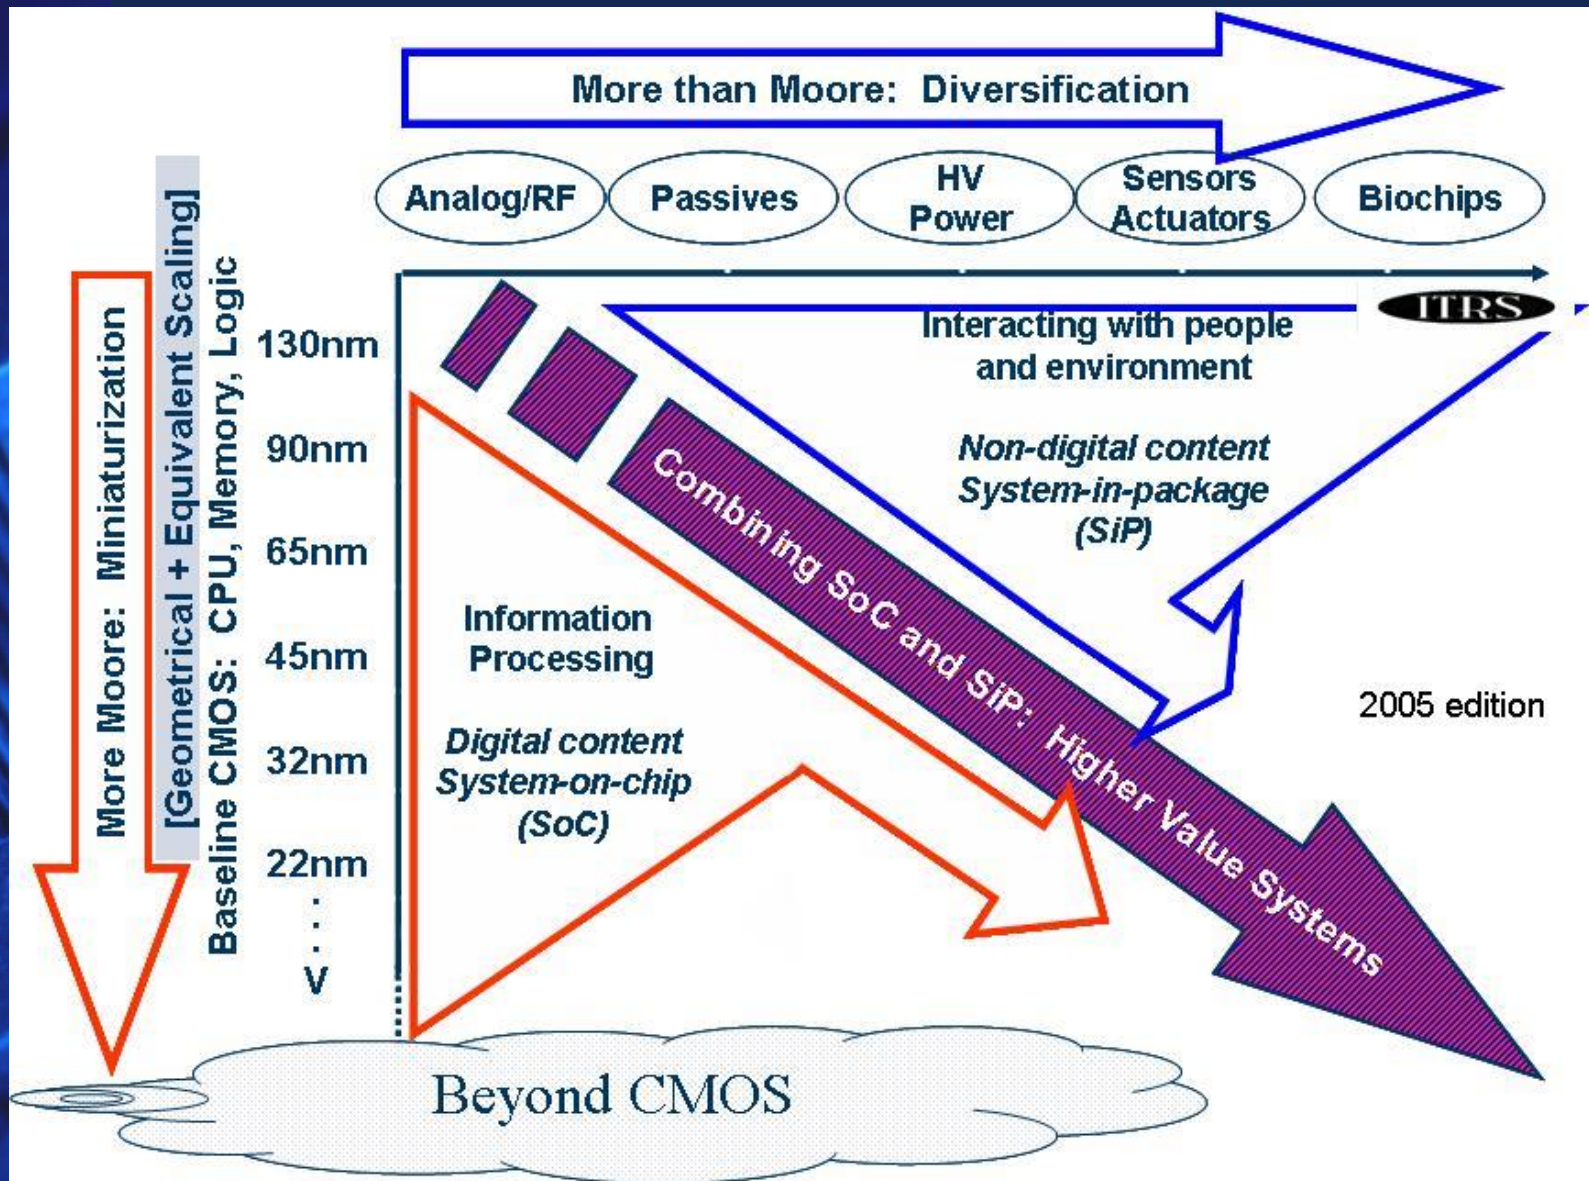 More than Moore: Diversification
Analog/RF
Passives
HV
Power
Sensors
Actuators
Biochips
More Moore: Miniaturization
[Geometrical + Equivalent Scaling]
Baseline CMOS: CPU, Memory, Logic
130nm
90nm
65nm
45nm
32nm
22nm
V
ITRS
Interacting with people
and environment
Non-digital content
System-in-package
(SiP)
Combining SoC and SiP: Higher Value Systems
Information
Processing
Digital content
System-on-chip
(SoC)
2005 edition
Beyond CMOS